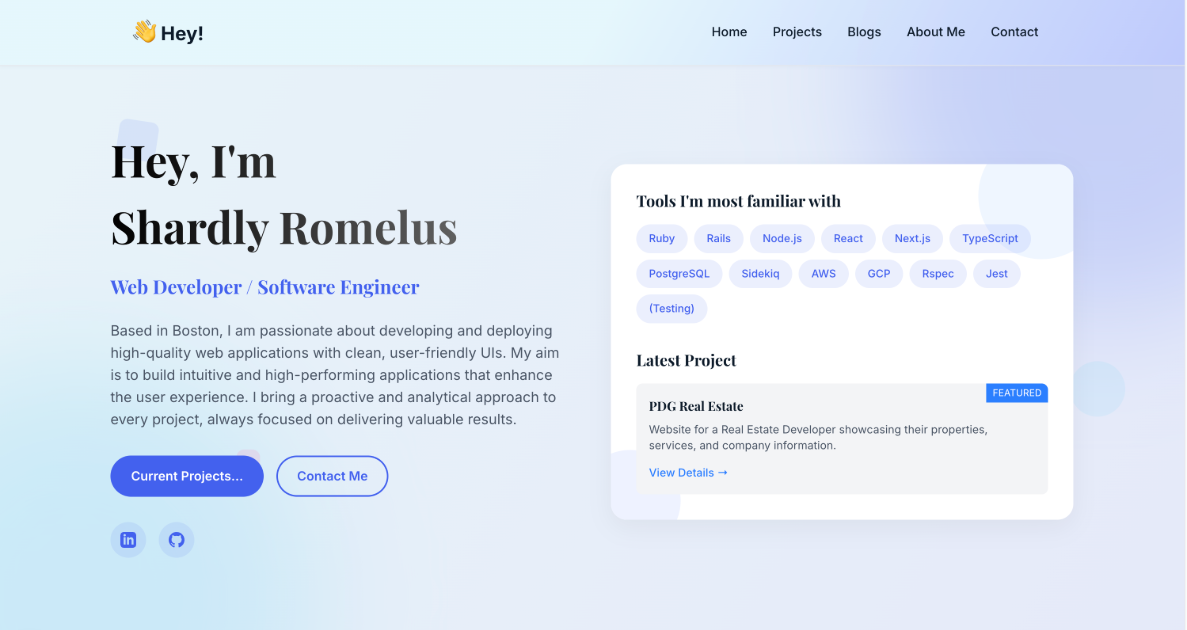 👋 Hey!
Home Projects Blogs About Me Contact
Hey, I'm
Shardly Romelus
Web Developer / Software Engineer
Based in Boston, I am passionate about developing and deploying
high-quality web applications with clean, user-friendly UIs. My aim
is to build intuitive and high-performing applications that enhance
the user experience. I bring a proactive and analytical approach to
every project, always focused on delivering valuable results.
Current Projects...
Contact Me
in
Tools I'm most familiar with
Ruby Rails Node.js React Next.js TypeScript
PostgreSQL Sidekiq AWS GCP Rspec Jest
(Testing)
Latest Project
FEATURED
PDG Real Estate
Website for a Real Estate Developer showcasing their properties,
services, and company information.
View Details →